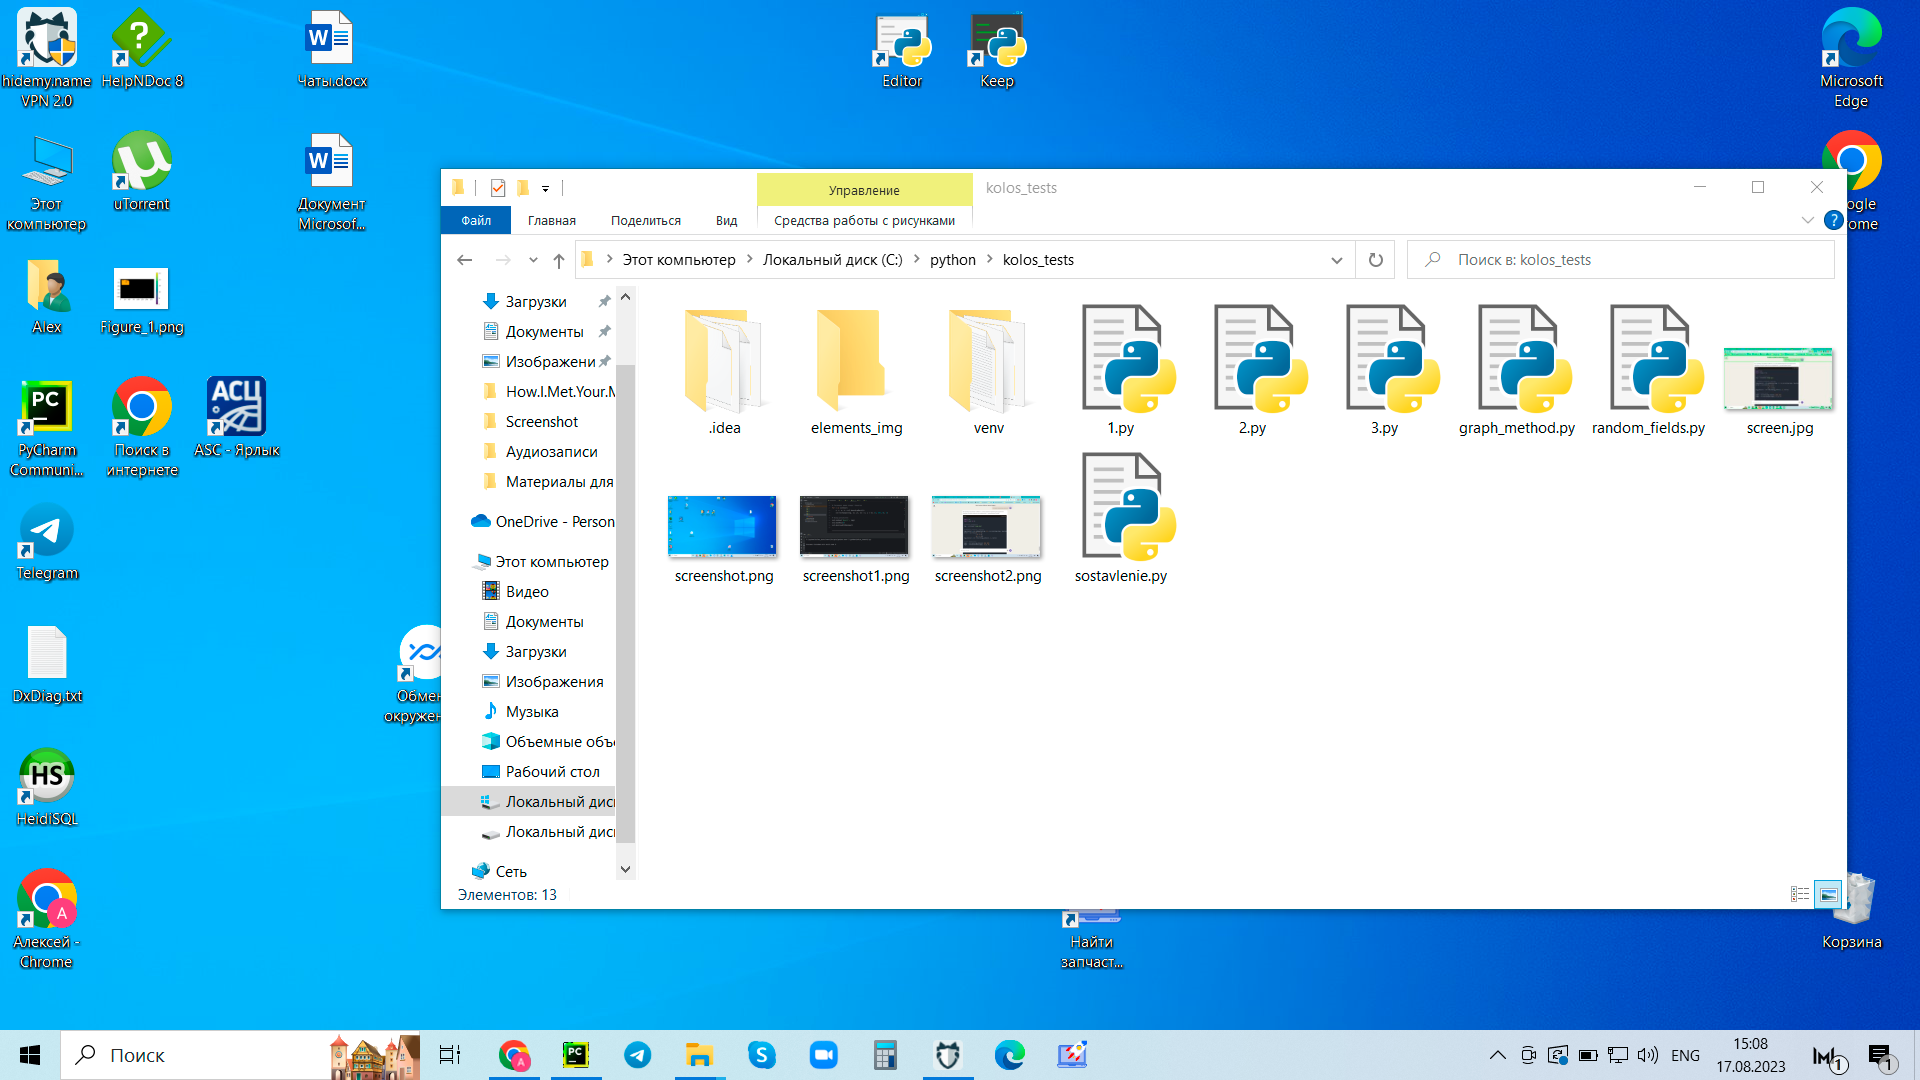 hidemy.name
VPN 2.0
HelpNDoc 8
Чаты.docx
Editor
Keep
Microsoft
Edge
Этот
компьютер
uTorrent
Документ
Microsof...
Управление
kolos_tests
Файл
Главная
Поделиться
Вид
Средства работы с рисунками
ogle
ome
Этот компьютер
Локальный диск (C:)
python
kolos_tests
Поиск в: kolos_tests
Alex
Figure_1.png
Загрузки
Документы
Изображени
How.I.Met.Your.M
Screenshot
Аудиозаписи
Материалы для
OneDrive - Person
Этот компьютер
Видео
Документы
Загрузки
Изображения
Музыка
Объемные объ
Рабочий стол
Локальный дис
Локальный дис
Сеть
.idea
elements_img
venv
1.py
2.py
3.py
graph_method.py
random_fields.py
screen.jpg
screenshot.png
screenshot1.png
screenshot2.png
sostavlenie.py
Элементов: 13
PC
PyCharm
Communi...
Поиск в
интернете
АСЦ
ASC - Ярлык
Telegram
DxDiag.txt
Обмен
окружен
HS
HeidiSQL
A
Алексей -
Chrome
Найти
запчаст...
Корзина
Поиск
A
PC
ENG
15:08
17.08.2023
1
1